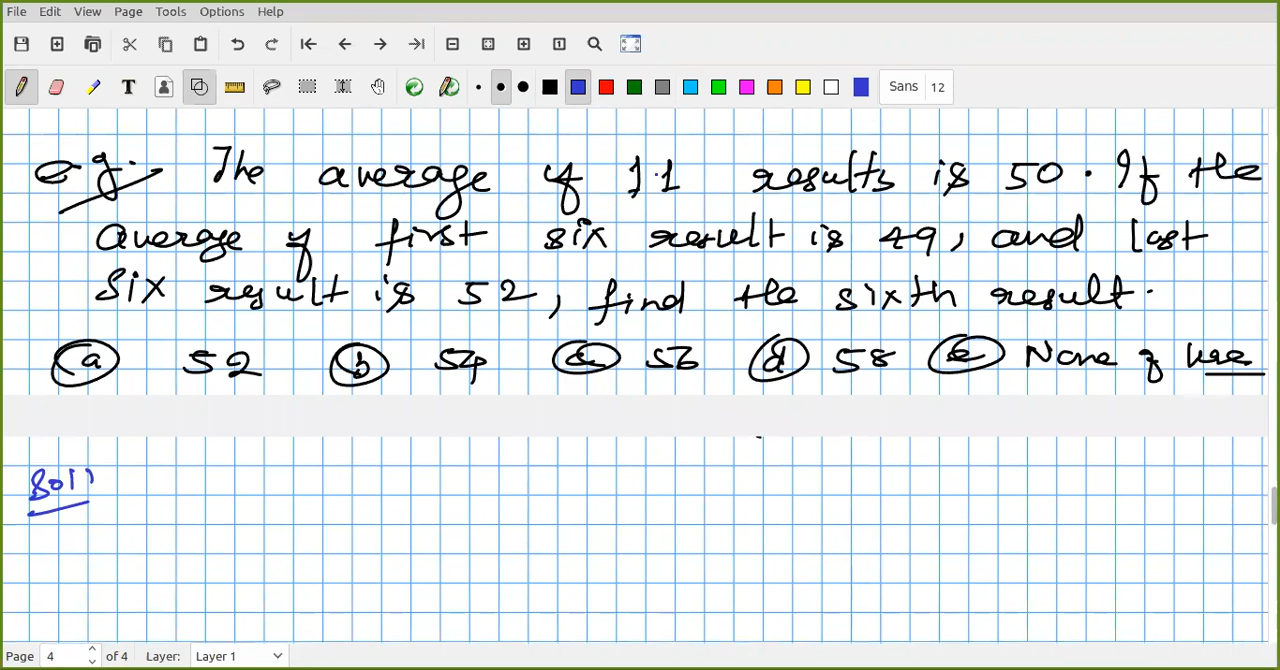 File Edit View Page Tools Options Help
Sans 12
eg:- The average of 11 results is 50. If the
average of first six result is 49, and last
six result is 52, find the sixth result.
(a) 52 (b) 54 (c) 56 (d) 58 (e) None of
Sol
Page 4 of 4 Layer: Layer 1